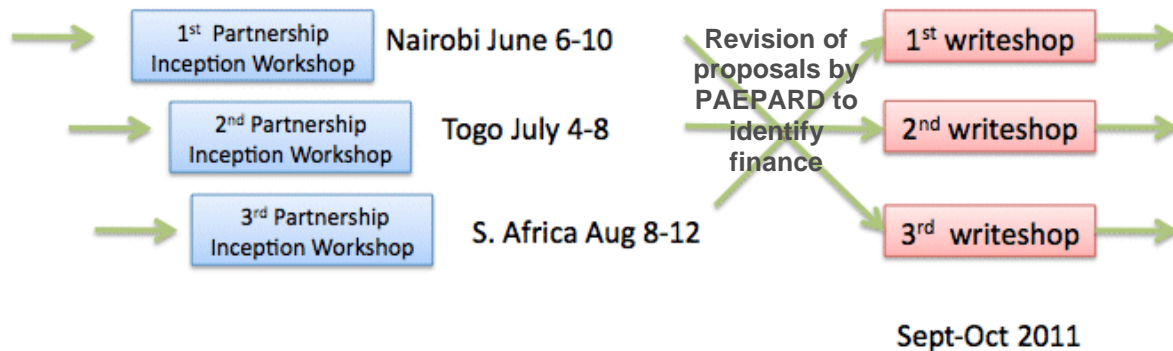 1st Partnership
Inception Workshop
Nairobi June 6-10
2nd Partnership
Inception Workshop
Togo July 4-8
3rd Partnership
Inception Workshop
S. Africa Aug 8-12
Revision of
proposals by
PAEPARD to
identify
finance
1st writeshop
2nd writeshop
3rd writeshop
Sept-Oct 2011